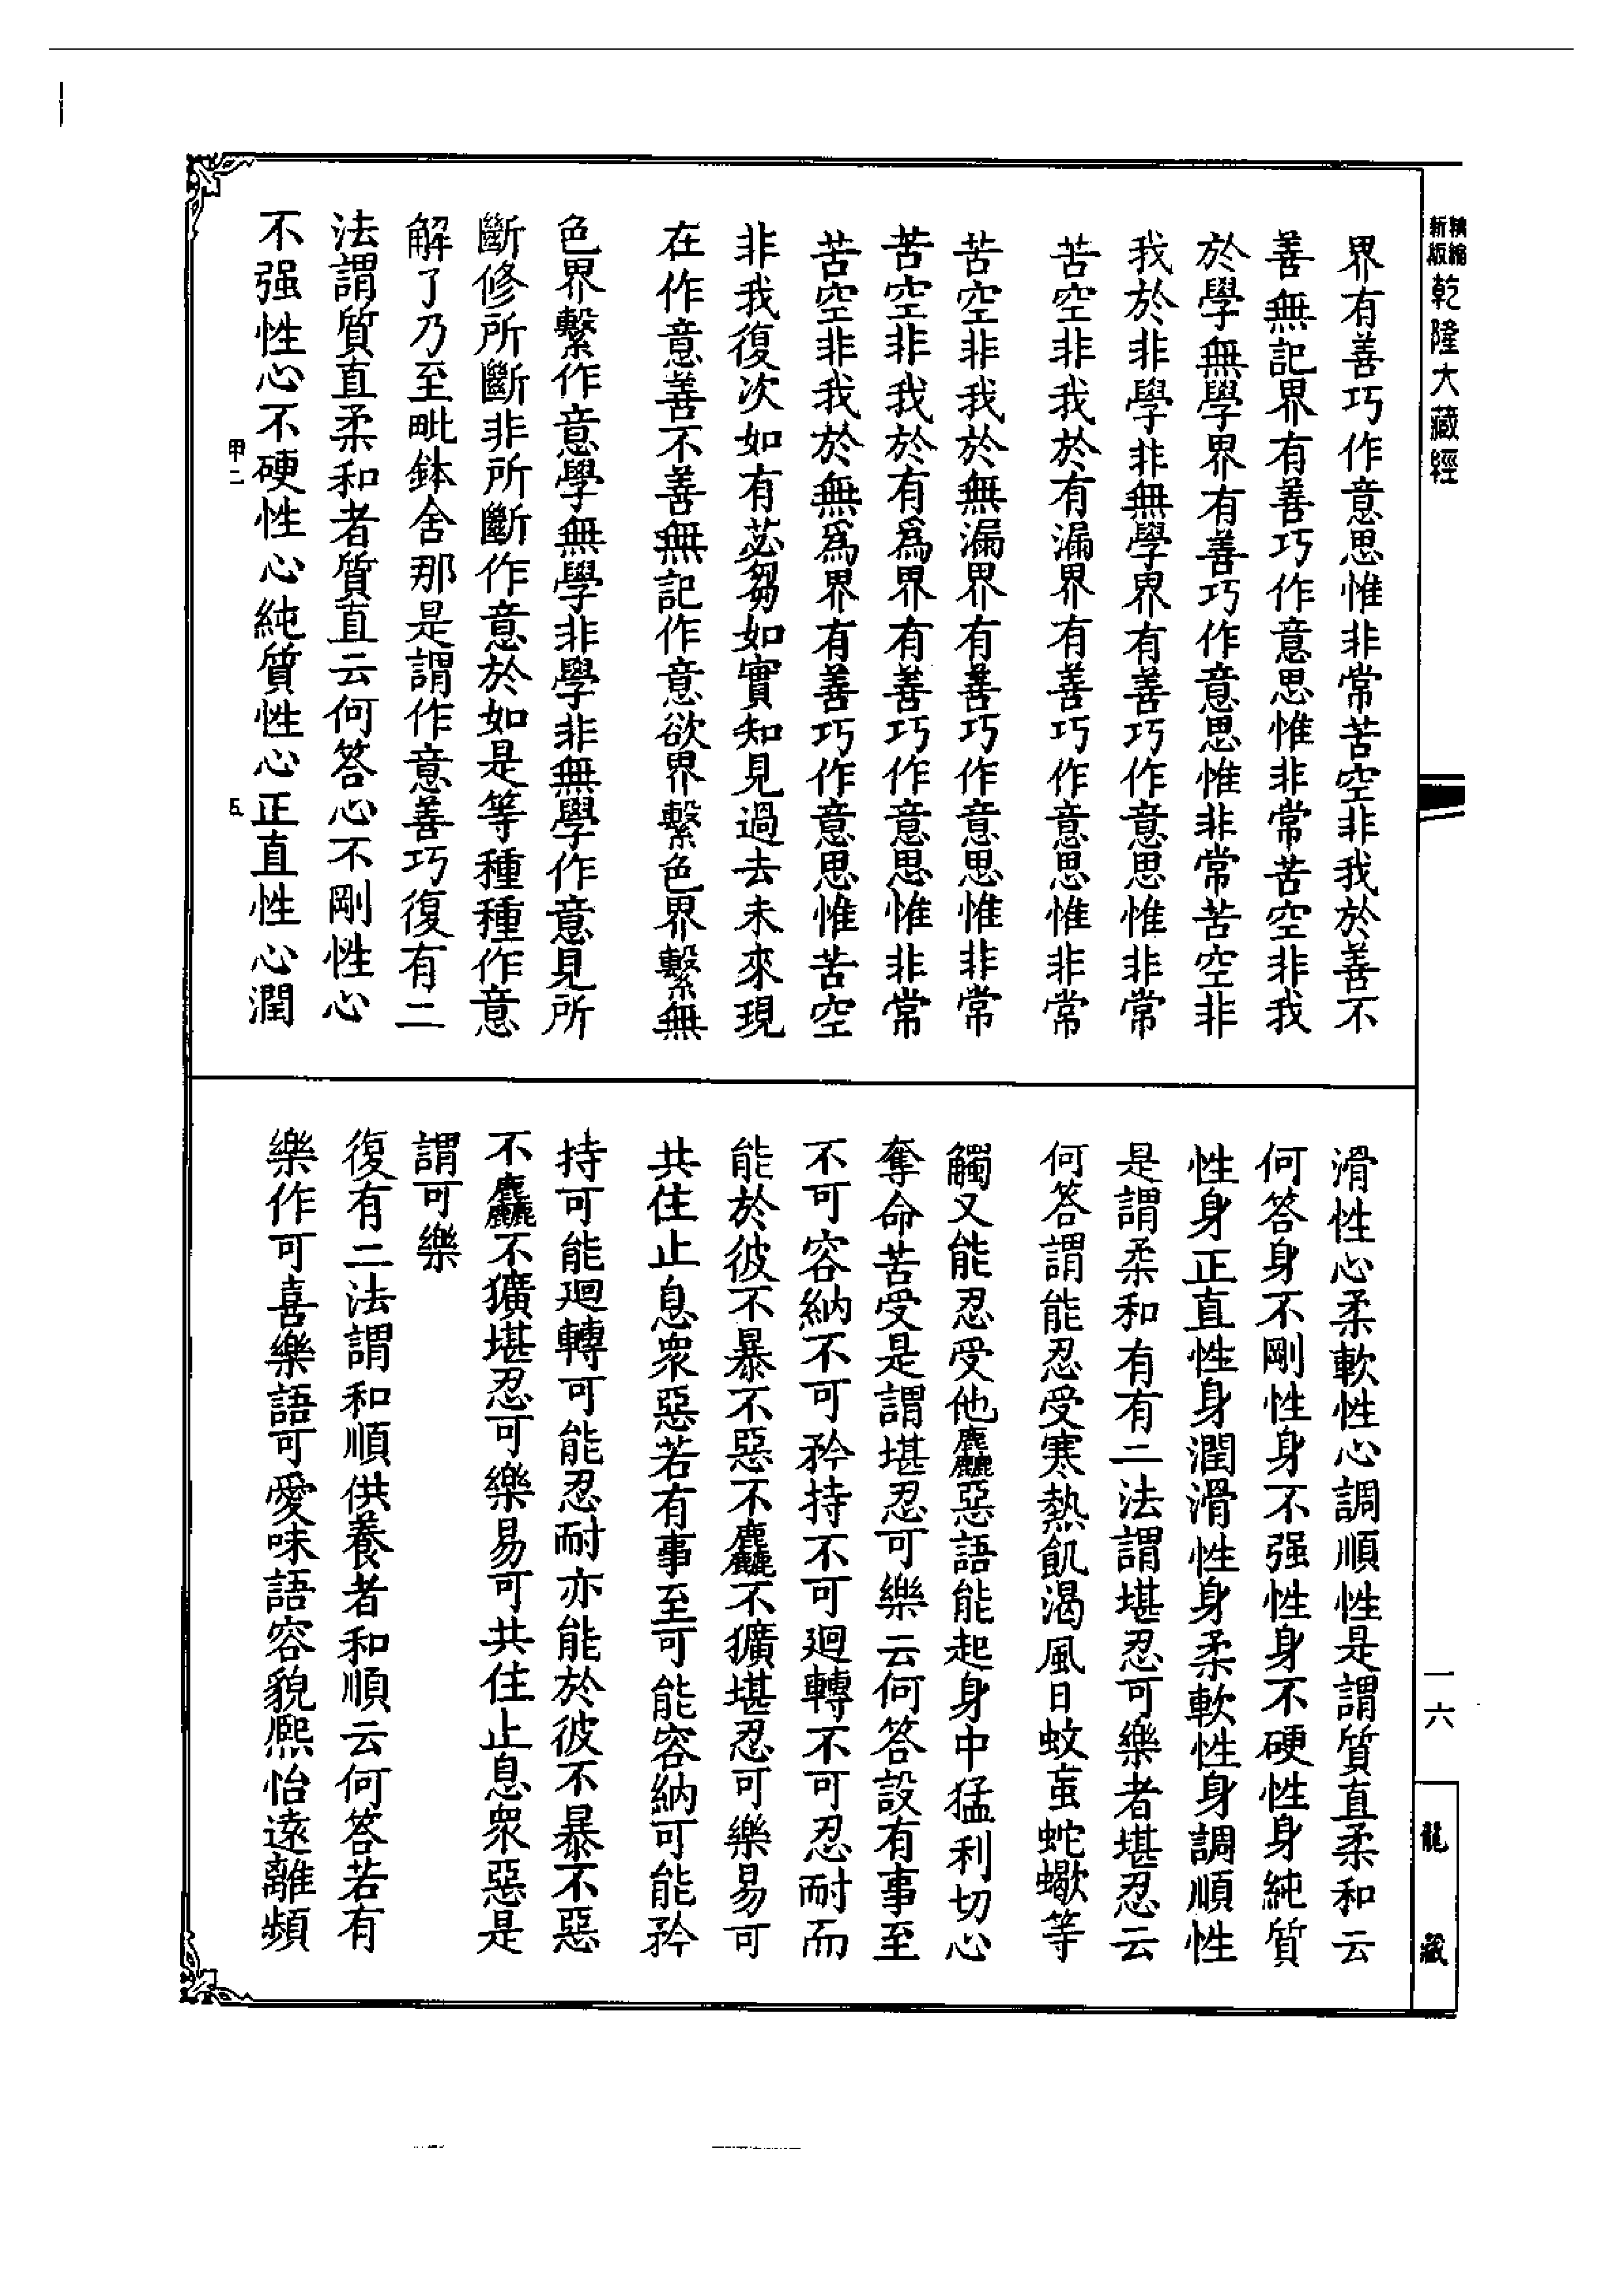 新編
新版
乾隆大藏經
界有善巧作意思惟非常苦空非我於善不
善無記界有善巧作意思惟非常苦空非我
於學無學界有善巧作意思惟非常苦空非
我於非學非無學界有善巧作意思惟非常
苦空非我於有漏界有善巧作意思惟非常
苦空非我於無漏界有善巧作意思惟非常
苦空非我於有爲界有善巧作意思惟非常
苦空非我於無爲界有善巧作意思惟苦空
非我復次如有苾芻如實知見過去未來現
在作意善不善無記作意欲界繫色界繫無
色界繫作意學無學非學非無學作意見所
斷修所斷非所斷作意於如是等種種作意
解了乃至毗鉢舍那是謂作意善巧復有二
法謂質直柔和者質直云何答心不剛性心
不强性心不硬性心純質性心正直性心潤
甲二
五
滑性心柔軟性心調順性是謂質直柔和云
何答身不剛性身不强性身不硬性身純質
性身正直性身潤滑性身柔軟性身調順性
是謂柔和有有二法謂堪忍可樂者堪忍云
何答謂能忍受寒熱飢渴風日蚊䖟蛇蠍等
觸又能忍受他麤惡語能起身中猛利切心
奪命苦受是謂堪忍可樂云何答設有事至
不可容納不可矜持不可迴轉不可忍耐而
能於彼不暴不惡不麤不獷堪忍可樂易可
共住止息衆惡若有事至可能容納可能矜
持可能迴轉可能忍耐亦能於彼不暴不惡
不麤不獷堪忍可樂易可共住止息衆惡是
謂可樂
復有二法謂和順供養者和順云何答若有
樂作可喜樂語可愛味語容貌熈怡遠離頻
一六
龍藏